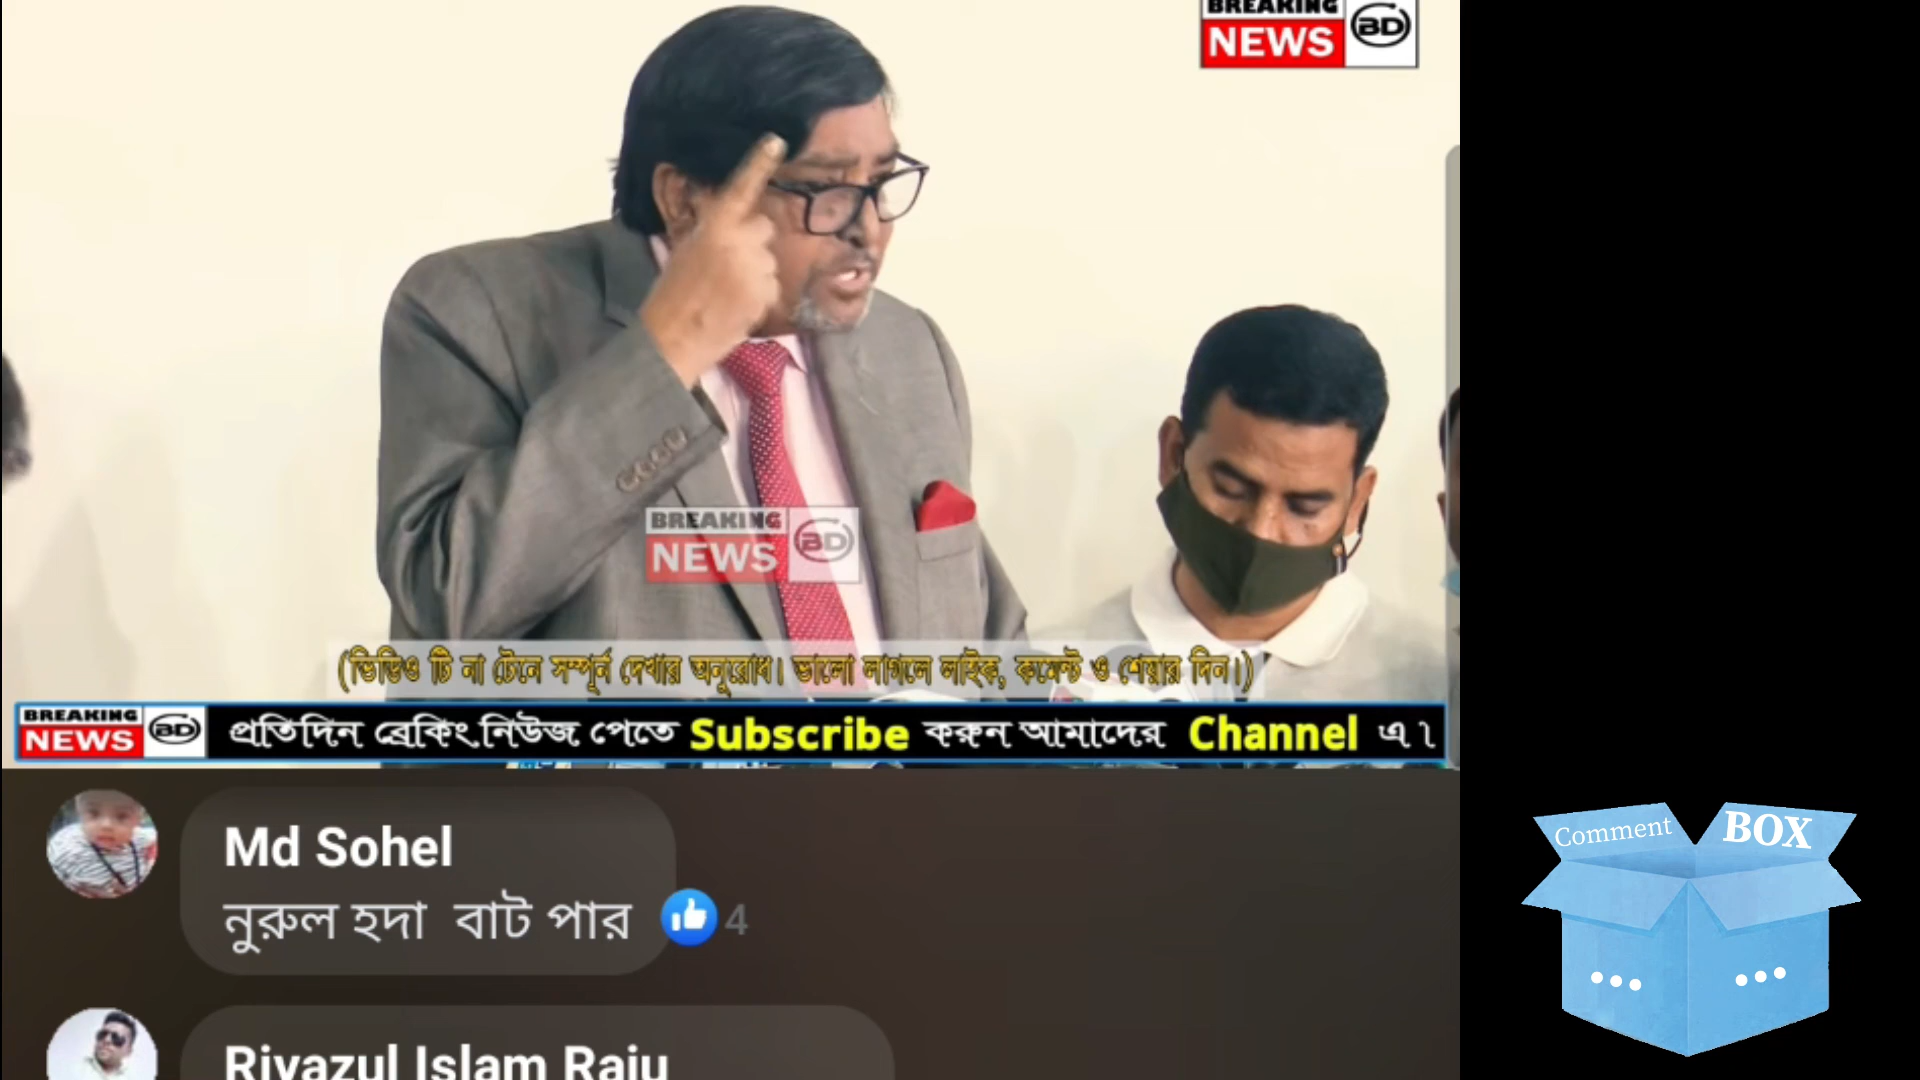 BREAKING
NEWS BD
BREAKING
NEWS BD
(ভিডিও টি না টেনে সম্পূর্ন দেখার অনুরোধ। ভালো লাগলে লাইক, কমেন্ট ও শেয়ার দিন।)
BREAKING
NEWS BD
প্রতিদিন ব্রেকিং নিউজ পেতে Subscribe করুন আমাদের Channel এ।
Md Sohel
নুরুল হদা বাট পার 4
Comment BOX
Riyazul Islam Raju